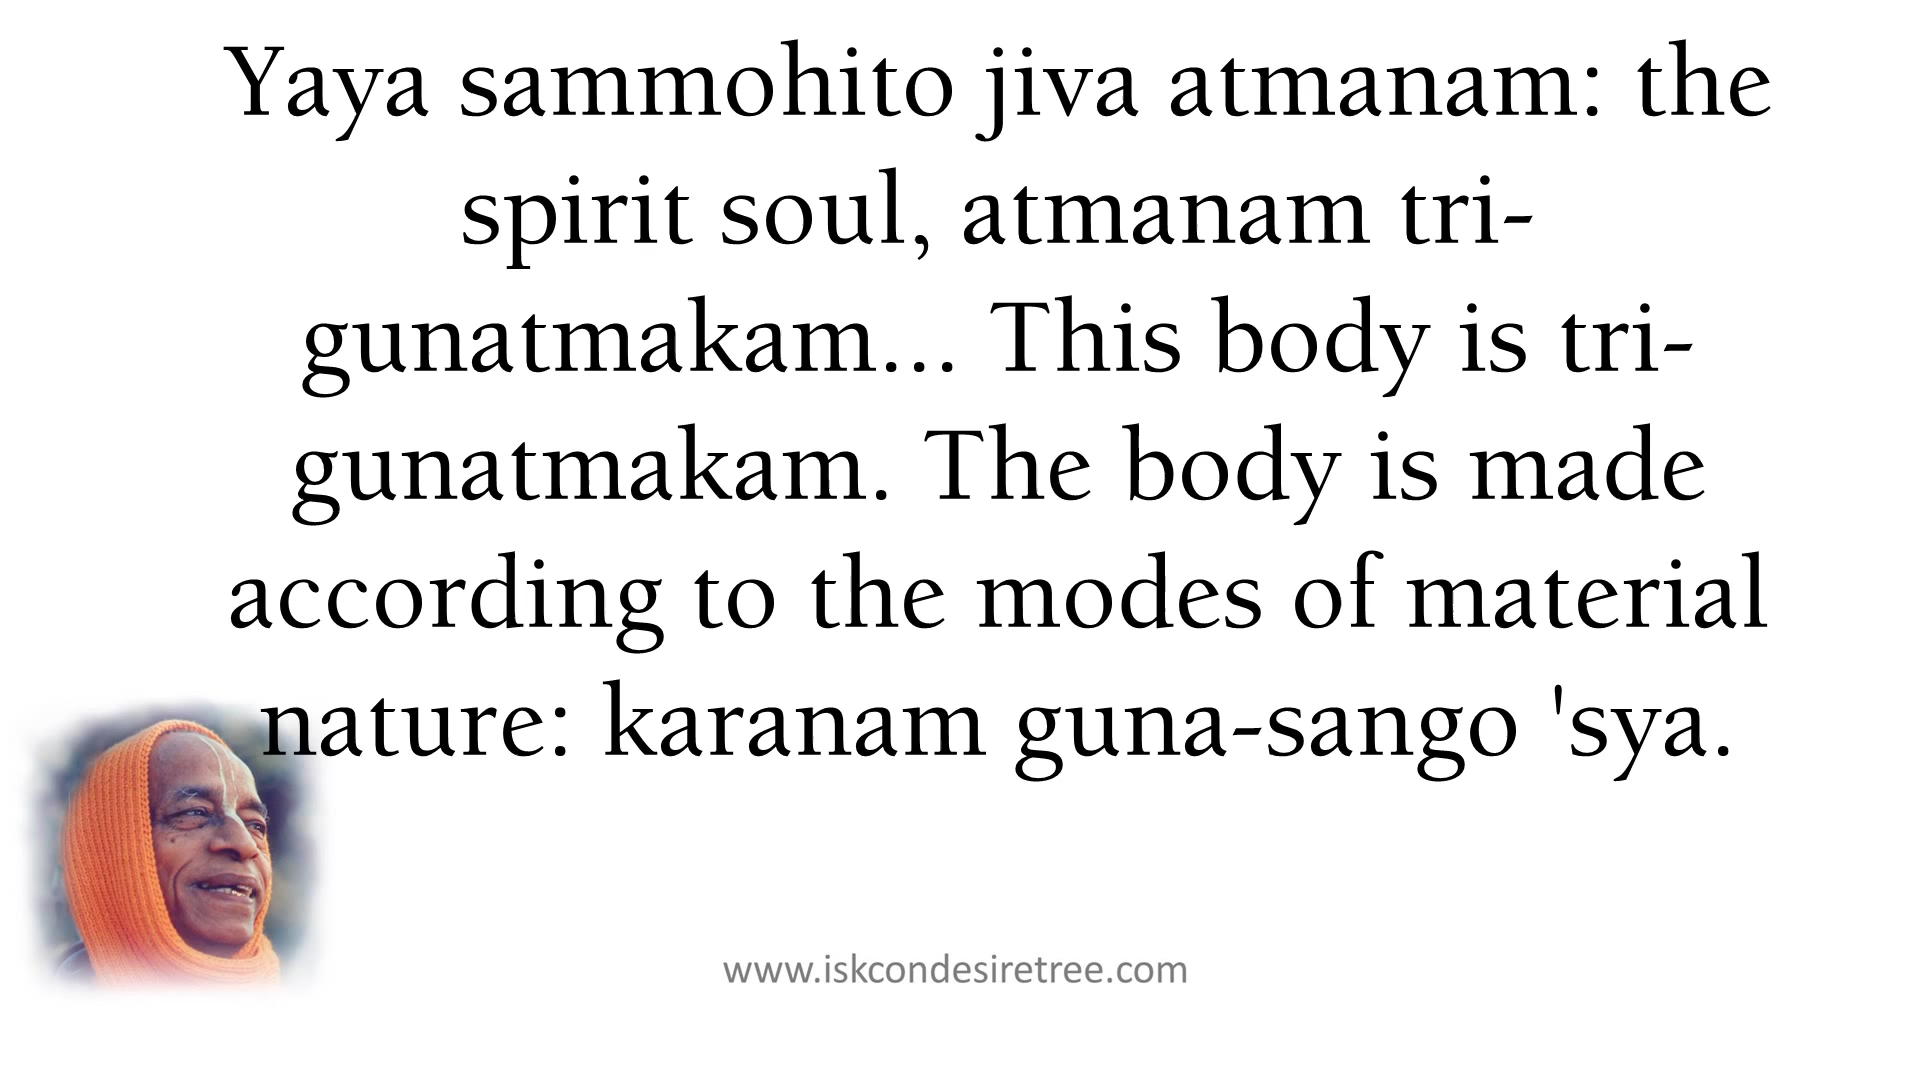 Yaya sammohito jiva atmanam: the
spirit soul, atmanam tri-
gunatmakam... This body is tri-
gunatmakam. The body is made
according to the modes of material
nature: karanam guna-sango 'sya.
www.iskcondesiretree.com